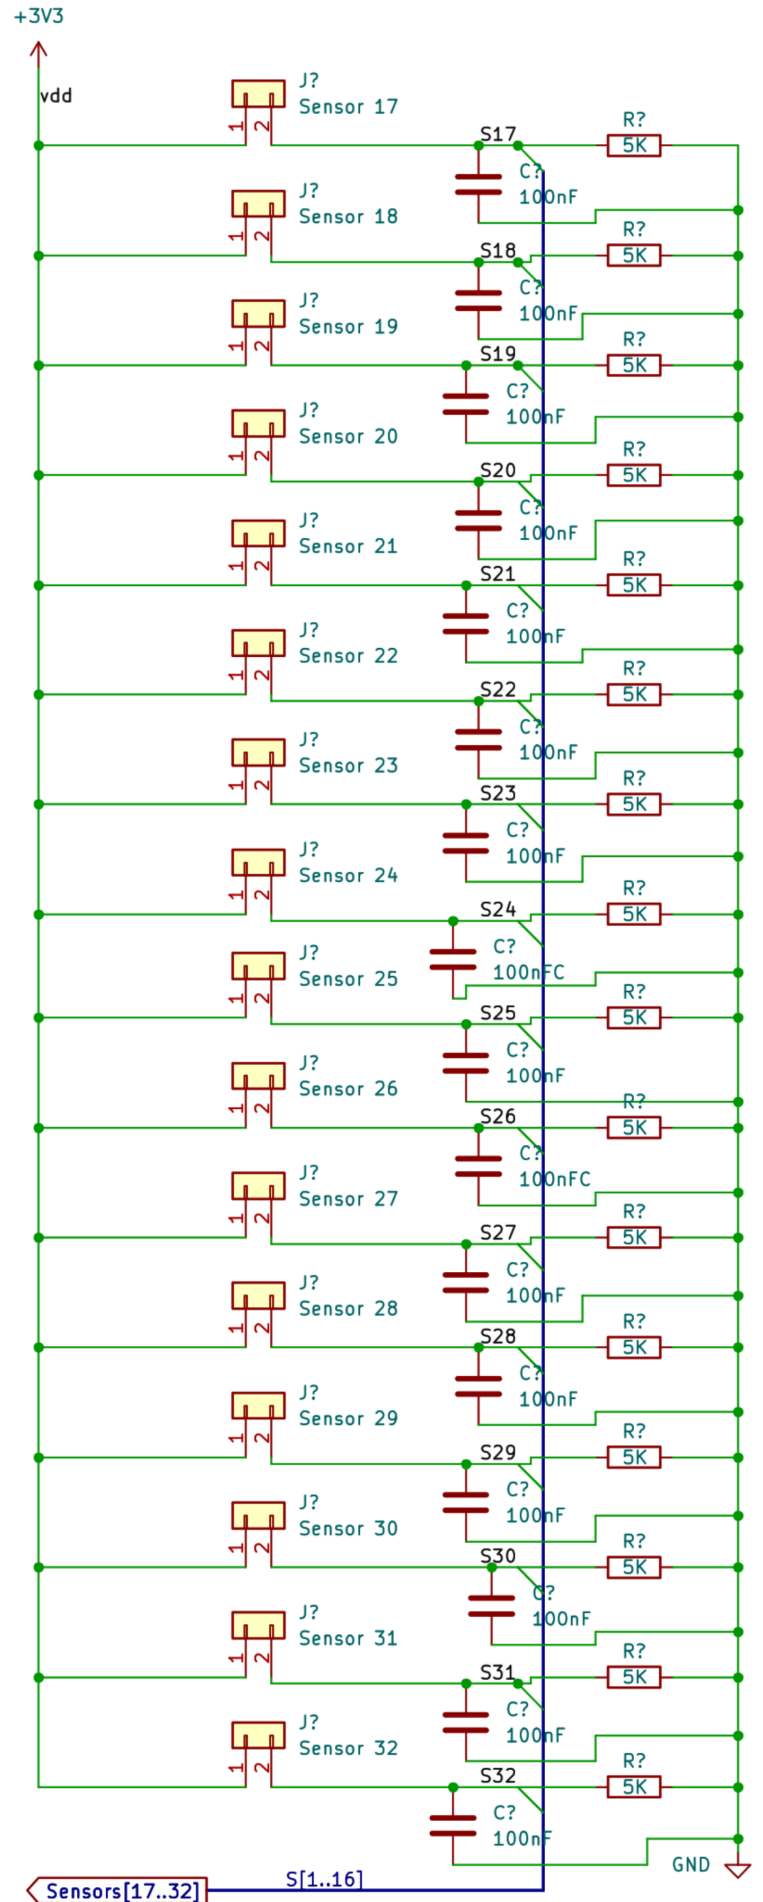 +3V3
vdd
J?
Sensor 17
1 2
S17
R?
5K
C?
100nF
J?
Sensor 18
1 2
S18
R?
5K
C?
100nF
J?
Sensor 19
1 2
S19
R?
5K
C?
100nF
J?
Sensor 20
1 2
S20
R?
5K
C?
100nF
J?
Sensor 21
1 2
S21
R?
5K
C?
100nF
J?
Sensor 22
1 2
S22
R?
5K
C?
100nF
J?
Sensor 23
1 2
S23
R?
5K
C?
100nF
J?
Sensor 24
1 2
S24
R?
5K
C?
100nFC
J?
Sensor 25
1 2
S25
R?
5K
C?
100nF
J?
Sensor 26
1 2
S26
R?
5K
C?
100nFC
J?
Sensor 27
1 2
S27
R?
5K
C?
100nF
J?
Sensor 28
1 2
S28
R?
5K
C?
100nF
J?
Sensor 29
1 2
S29
R?
5K
C?
100nF
J?
Sensor 30
1 2
S30
R?
5K
C?
100nF
J?
Sensor 31
1 2
S31
R?
5K
C?
100nF
J?
Sensor 32
1 2
S32
R?
5K
C?
100nF
GND
S[1..16]
Sensors[17..32]